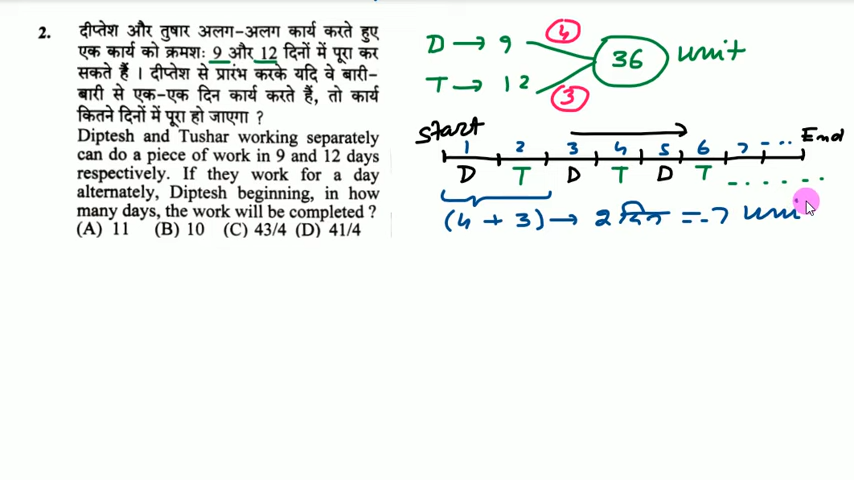 2. दीप्तेश और तुषार अलग-अलग कार्य करते हुए
एक कार्य को क्रमशः 9 और 12 दिनों में पूरा कर
सकते हैं । दीप्तेश से प्रारंभ करके यदि वे बारी-
बारी से एक-एक दिन कार्य करते हैं, तो कार्य
कितने दिनों में पूरा हो जाएगा ?
Diptesh and Tushar working separately
can do a piece of work in 9 and 12 days
respectively. If they work for a day
alternately, Diptesh beginning, in how
many days, the work will be completed ?
(A) 11 (B) 10 (C) 43/4 (D) 41/4
D → 9 4
36 unit
T → 12 3
Start End
1 2 3 4 5 6 7 - ..
D T D T D T - . . . . .
(4 + 3) → 2 दिन = 7 uni